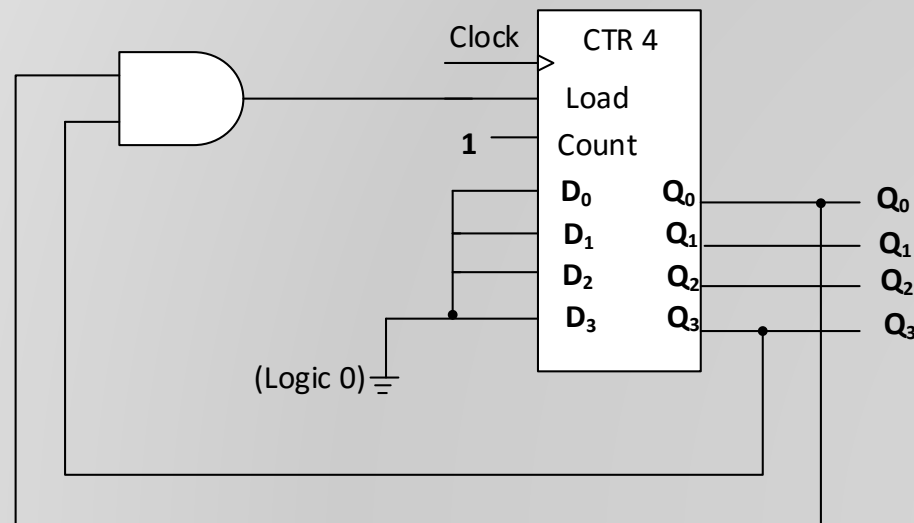 Clock
CTR 4
Load
1
Count
D₀
Q₀
Q₀
D₁
Q₁
Q₁
D₂
Q₂
Q₂
D₃
Q₃
Q₃
(Logic 0)